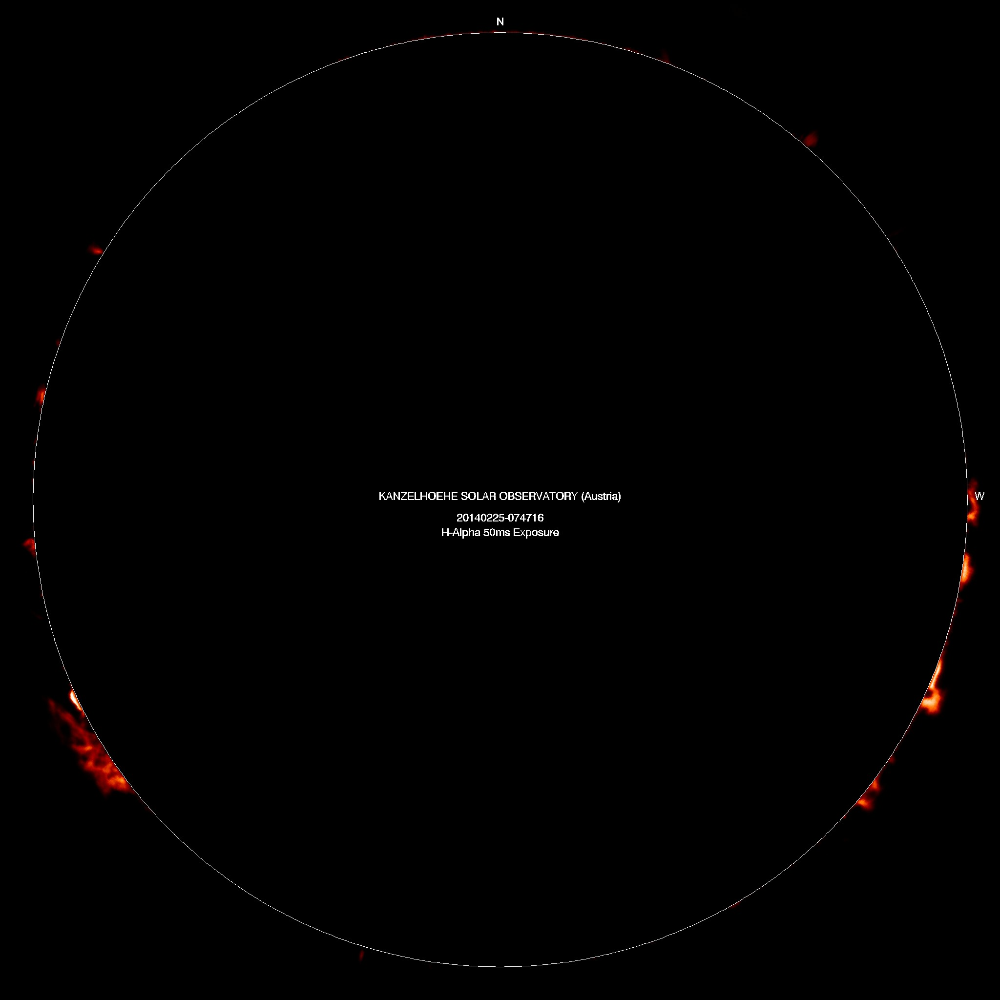 N
KANZELHOEHE SOLAR OBSERVATORY (Austria)
W
20140225-074716
H-Alpha 50ms Exposure